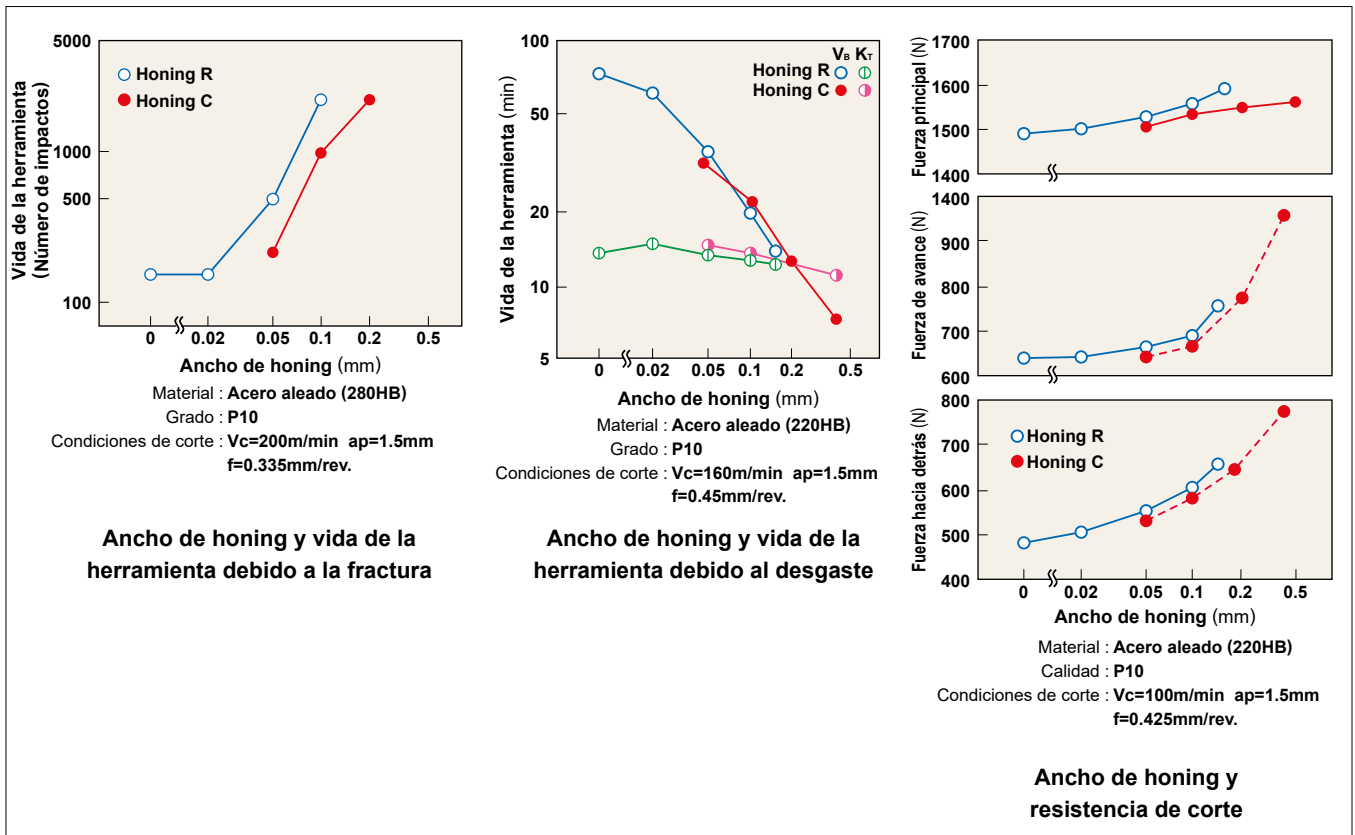 5000
1000
500
100
Vida de la herramienta
(Número de impactos)
Honing R
Honing C
0 0.02 0.05 0.1 0.2 0.5
Ancho de honing (mm)
Material : Acero aleado (280HB)
Grado : P10
Condiciones de corte : Vc=200m/min ap=1.5mm
f=0.335mm/rev.
Ancho de honing y vida de la
herramienta debido a la fractura
100
50
20
10
5
Vida de la herramienta (min)
VB KT
Honing R
Honing C
0 0.02 0.05 0.1 0.2 0.5
Ancho de honing (mm)
Material : Acero aleado (220HB)
Grado : P10
Condiciones de corte : Vc=160m/min ap=1.5mm
f=0.45mm/rev.
Ancho de honing y vida de la
herramienta debido al desgaste
Fuerza principal (N)
1700
1600
1500
1400
Fuerza de avance (N)
1400
900
800
700
600
Fuerza hacia detrás (N)
800
700
600
500
400
Honing R
Honing C
0 0.02 0.05 0.1 0.2 0.5
Ancho de honing (mm)
Material : Acero aleado (220HB)
Calidad : P10
Condiciones de corte : Vc=100m/min ap=1.5mm
f=0.425mm/rev.
Ancho de honing y
resistencia de corte